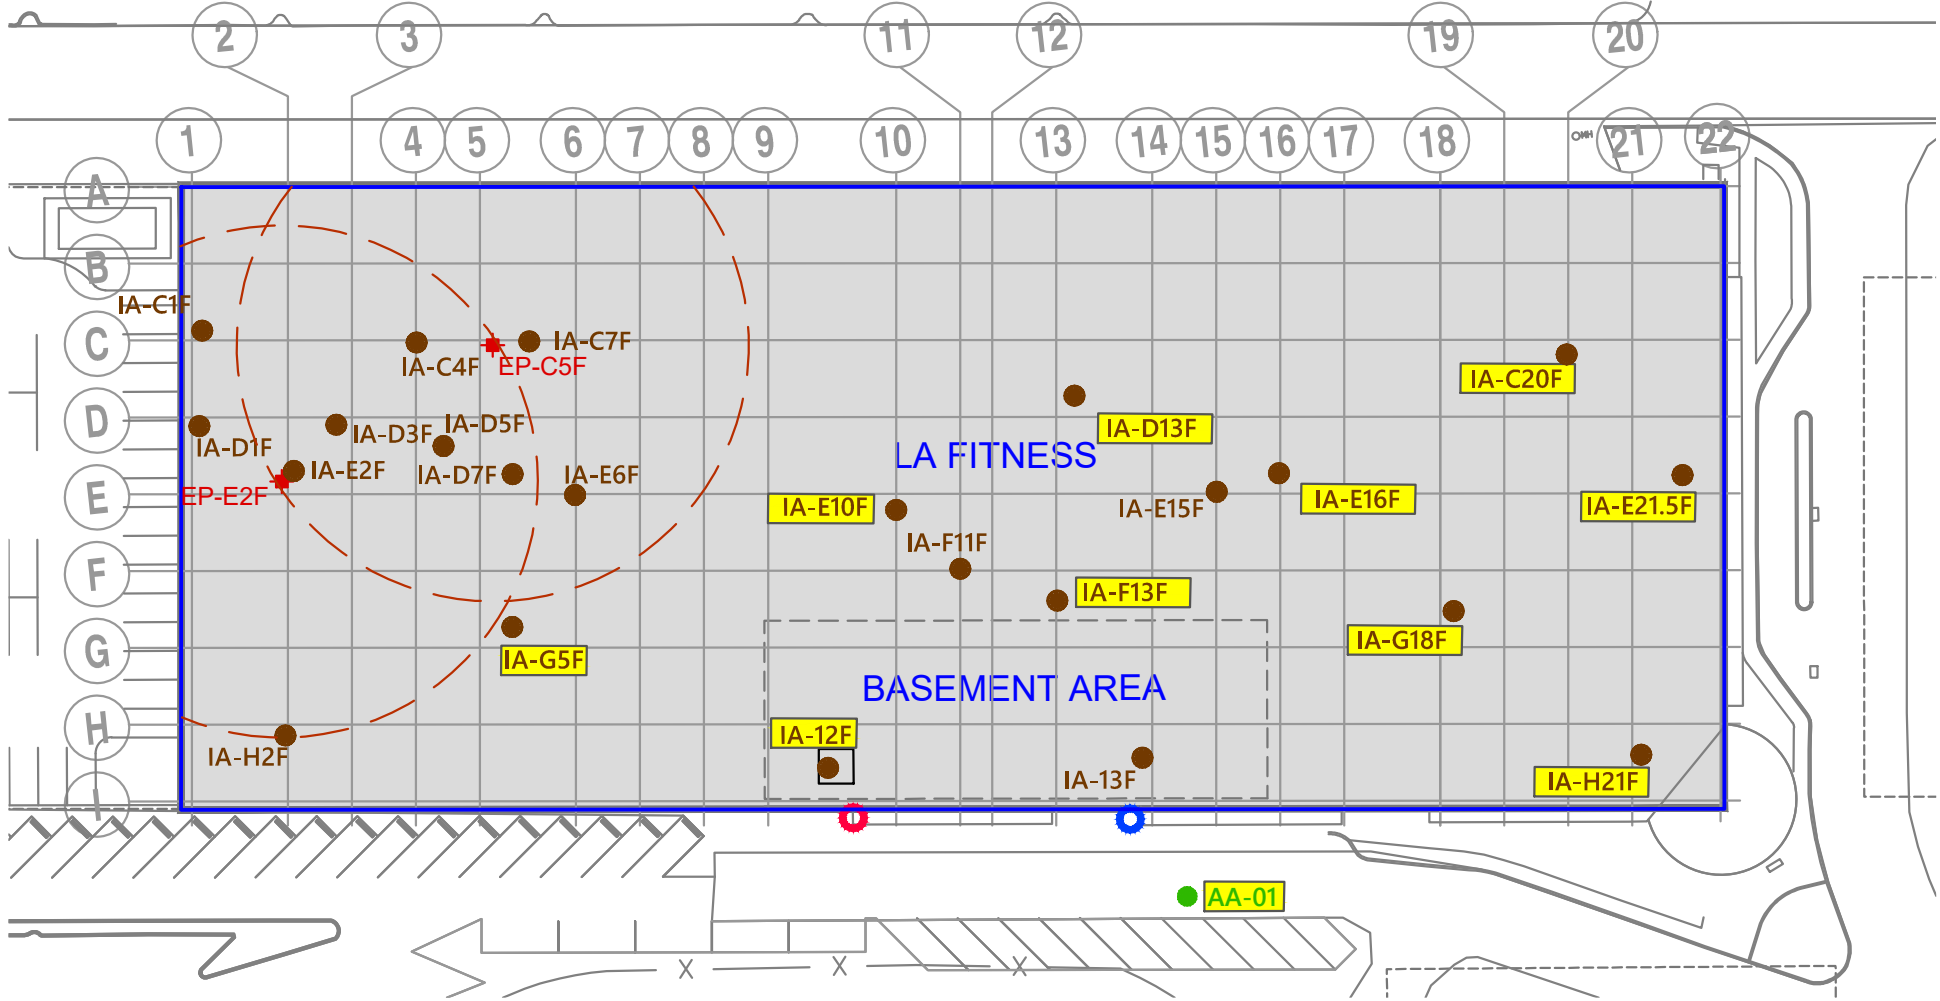 2
3
11
12
19
20
1
4
5
6
7
8
9
10
13
14
15
16
17
18
21
22
OMH
A
B
IA-C1F
C
IA-C4F
EP-C5F
IA-C7F
IA-C20F
D
IA-D1F
IA-D3F
IA-D5F
IA-D13F
LA FITNESS
IA-E2F
IA-D7F
IA-E6F
EP-E2F
E
IA-E10F
IA-E15F
IA-E16F
IA-E21.5F
IA-F11F
F
IA-F13F
G
IA-G5F
IA-G18F
BASEMENT AREA
H
IA-H2F
IA-12F
IA-13F
IA-H21F
I
AA-01
X
X
X